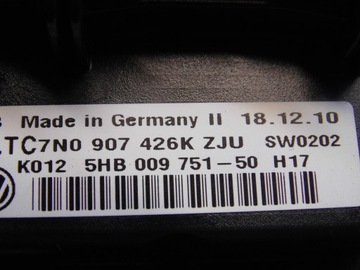 Made in Germany II 18.12.10
TC7N0 907 426K ZJU SW0202
K012 5HB 009 751-50 H17